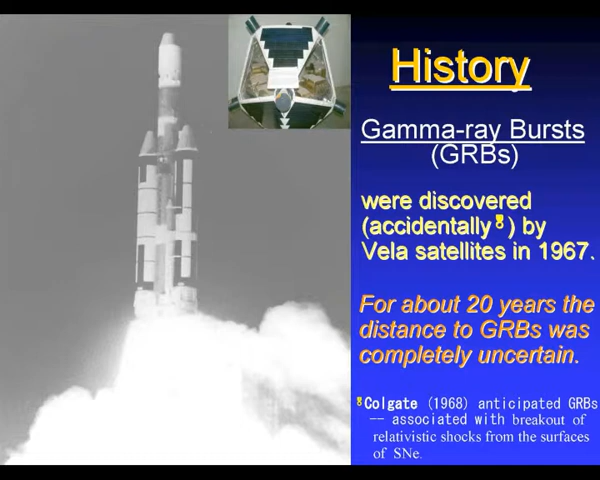 History
Gamma-ray Bursts
(GRBs)
were discovered
(accidentally8) by
Vela satellites in 1967.
For about 20 years the
distance to GRBs was
completely uncertain.
8Colgate (1968) anticipated GRBs
-- associated with breakout of
relativistic shocks from the surfaces
of SNe.